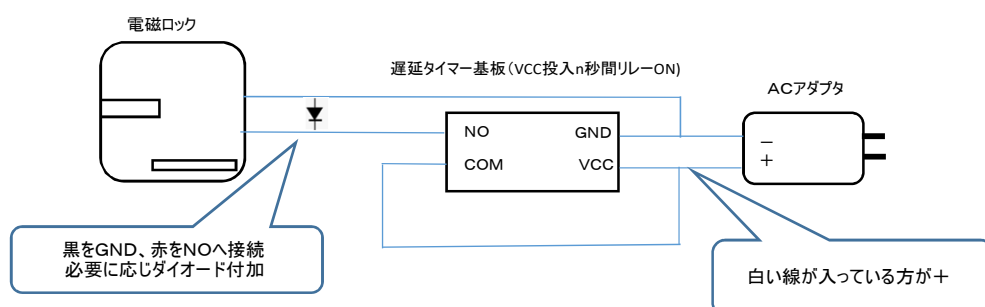 電磁ロック
遅延タイマー基板(VCC投入n秒間リレーON)
ACアダプタ
NO
GND
COM
VCC
−
+
黒をGND、赤をNOへ接続
必要に応じダイオード付加
白い線が入っている方が+